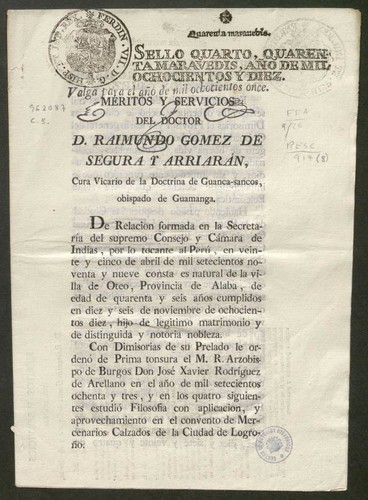 Quarenta maravedis.
SELLO QUARTO, QUAREN-
TAMARAVEDIS, AÑO DE MIL
OCHOCIENTOS Y DIEZ.
Valga para el año de mil ochocientos once.
MÉRITOS Y SERVICIOS
DEL DOCTOR
D. RAIMUNDO GOMEZ DE
SEGURA Y ARRIARAN,
Cura Vicario de la Doctrina de Guanca-sancos,
obispado de Guamanga.
De Relacion formada en la Secreta-
ría del supremo Consejo y Cámara de
Indias, por lo tocante al Perú, en vein-
te y cinco de abril de mil setecientos no-
venta y nueve consta es natural de la vi-
lla de Oteo, Provincia de Alaba, de
edad de quarenta y seis años cumplidos
en diez y seis de noviembre de ochocien-
tos diez, hijo de legitimo matrimonio y
de distinguida y notoria nobleza.
Con Dimisorias de su Prelado le or-
denó de Prima tonsura el M. R. Arzobis-
po de Burgos Don José Xavier Rodriguez
de Arellano en el año de mil setecientos
ochenta y tres, y en los quatro siguien-
tes estudió Filosofia con aplicacion, y
aprovechamiento en el convento de Mer-
cenarios Calzados de la Ciudad de Logro-
ño.
FERDIN. VII. D. G.
HISP.
962087
c.s.